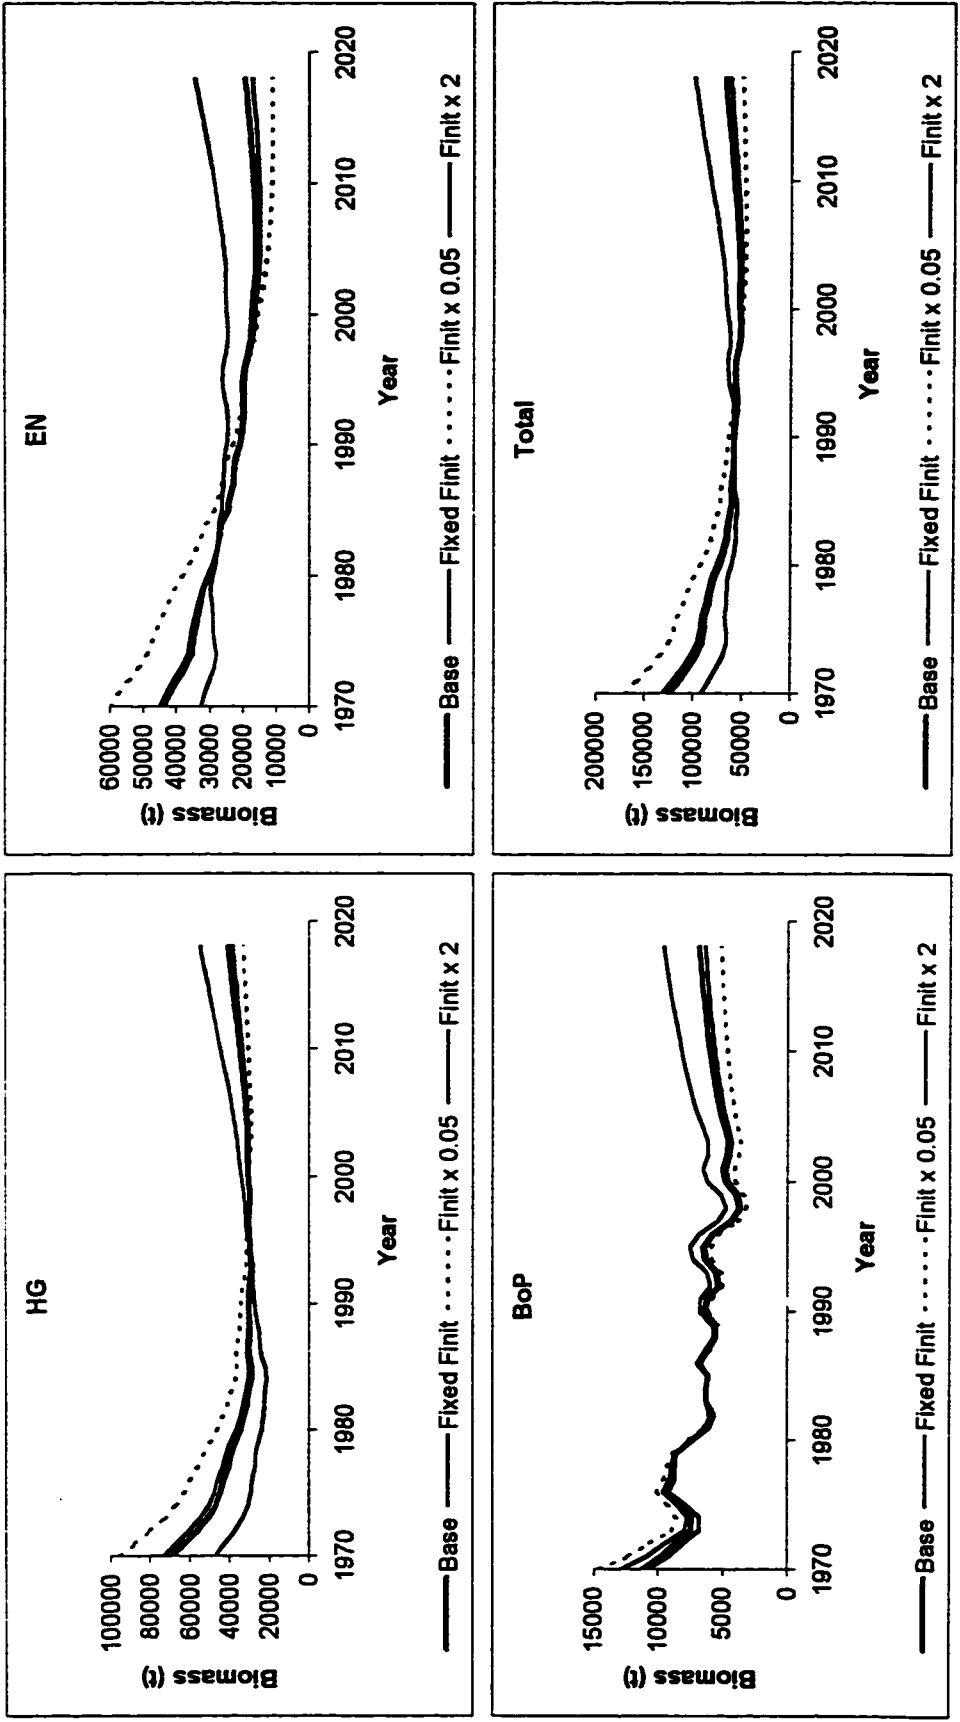 HG
Biomass (t)
100000
80000
60000
40000
20000
0
1970
1980
1990
2000
2010
2020
Year
Base Fixed Finit Finit x 0.05 Finit x 2
EN
Biomass (t)
60000
50000
40000
30000
20000
10000
0
1970
1980
1990
2000
2010
2020
Year
Base Fixed Finit Finit x 0.05 Finit x 2
BoP
Biomass (t)
15000
10000
5000
0
1970
1980
1990
2000
2010
2020
Year
Base Fixed Finit Finit x 0.05 Finit x 2
Total
Biomass (t)
200000
150000
100000
50000
0
1970
1980
1990
2000
2010
2020
Year
Base Fixed Finit Finit x 0.05 Finit x 2